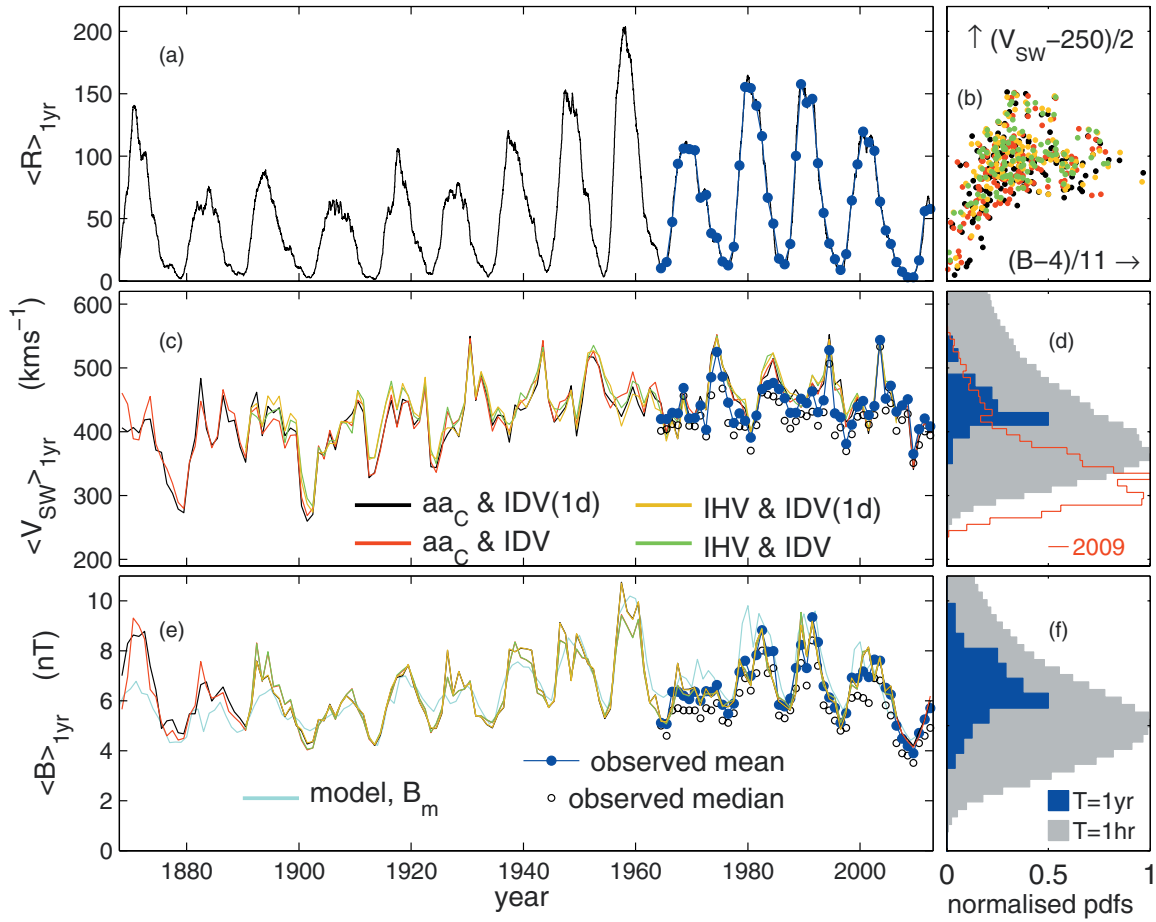 200
150
100
50
0
<R>1yr
(a)
↑ (VSW−250)/2
(b)
(B−4)/11 →
600
500
400
300
200
<VSW>1yr (kms−1)
(c)
aaC & IDV(1d)
aaC & IDV
IHV & IDV(1d)
IHV & IDV
(d)
2009
10
8
6
4
2
0
<B>1yr (nT)
(e)
model, Bm
observed mean
observed median
(f)
T=1yr
T=1hr
1880 1900 1920 1940 1960 1980 2000
year
0 0.5 1
normalised pdfs